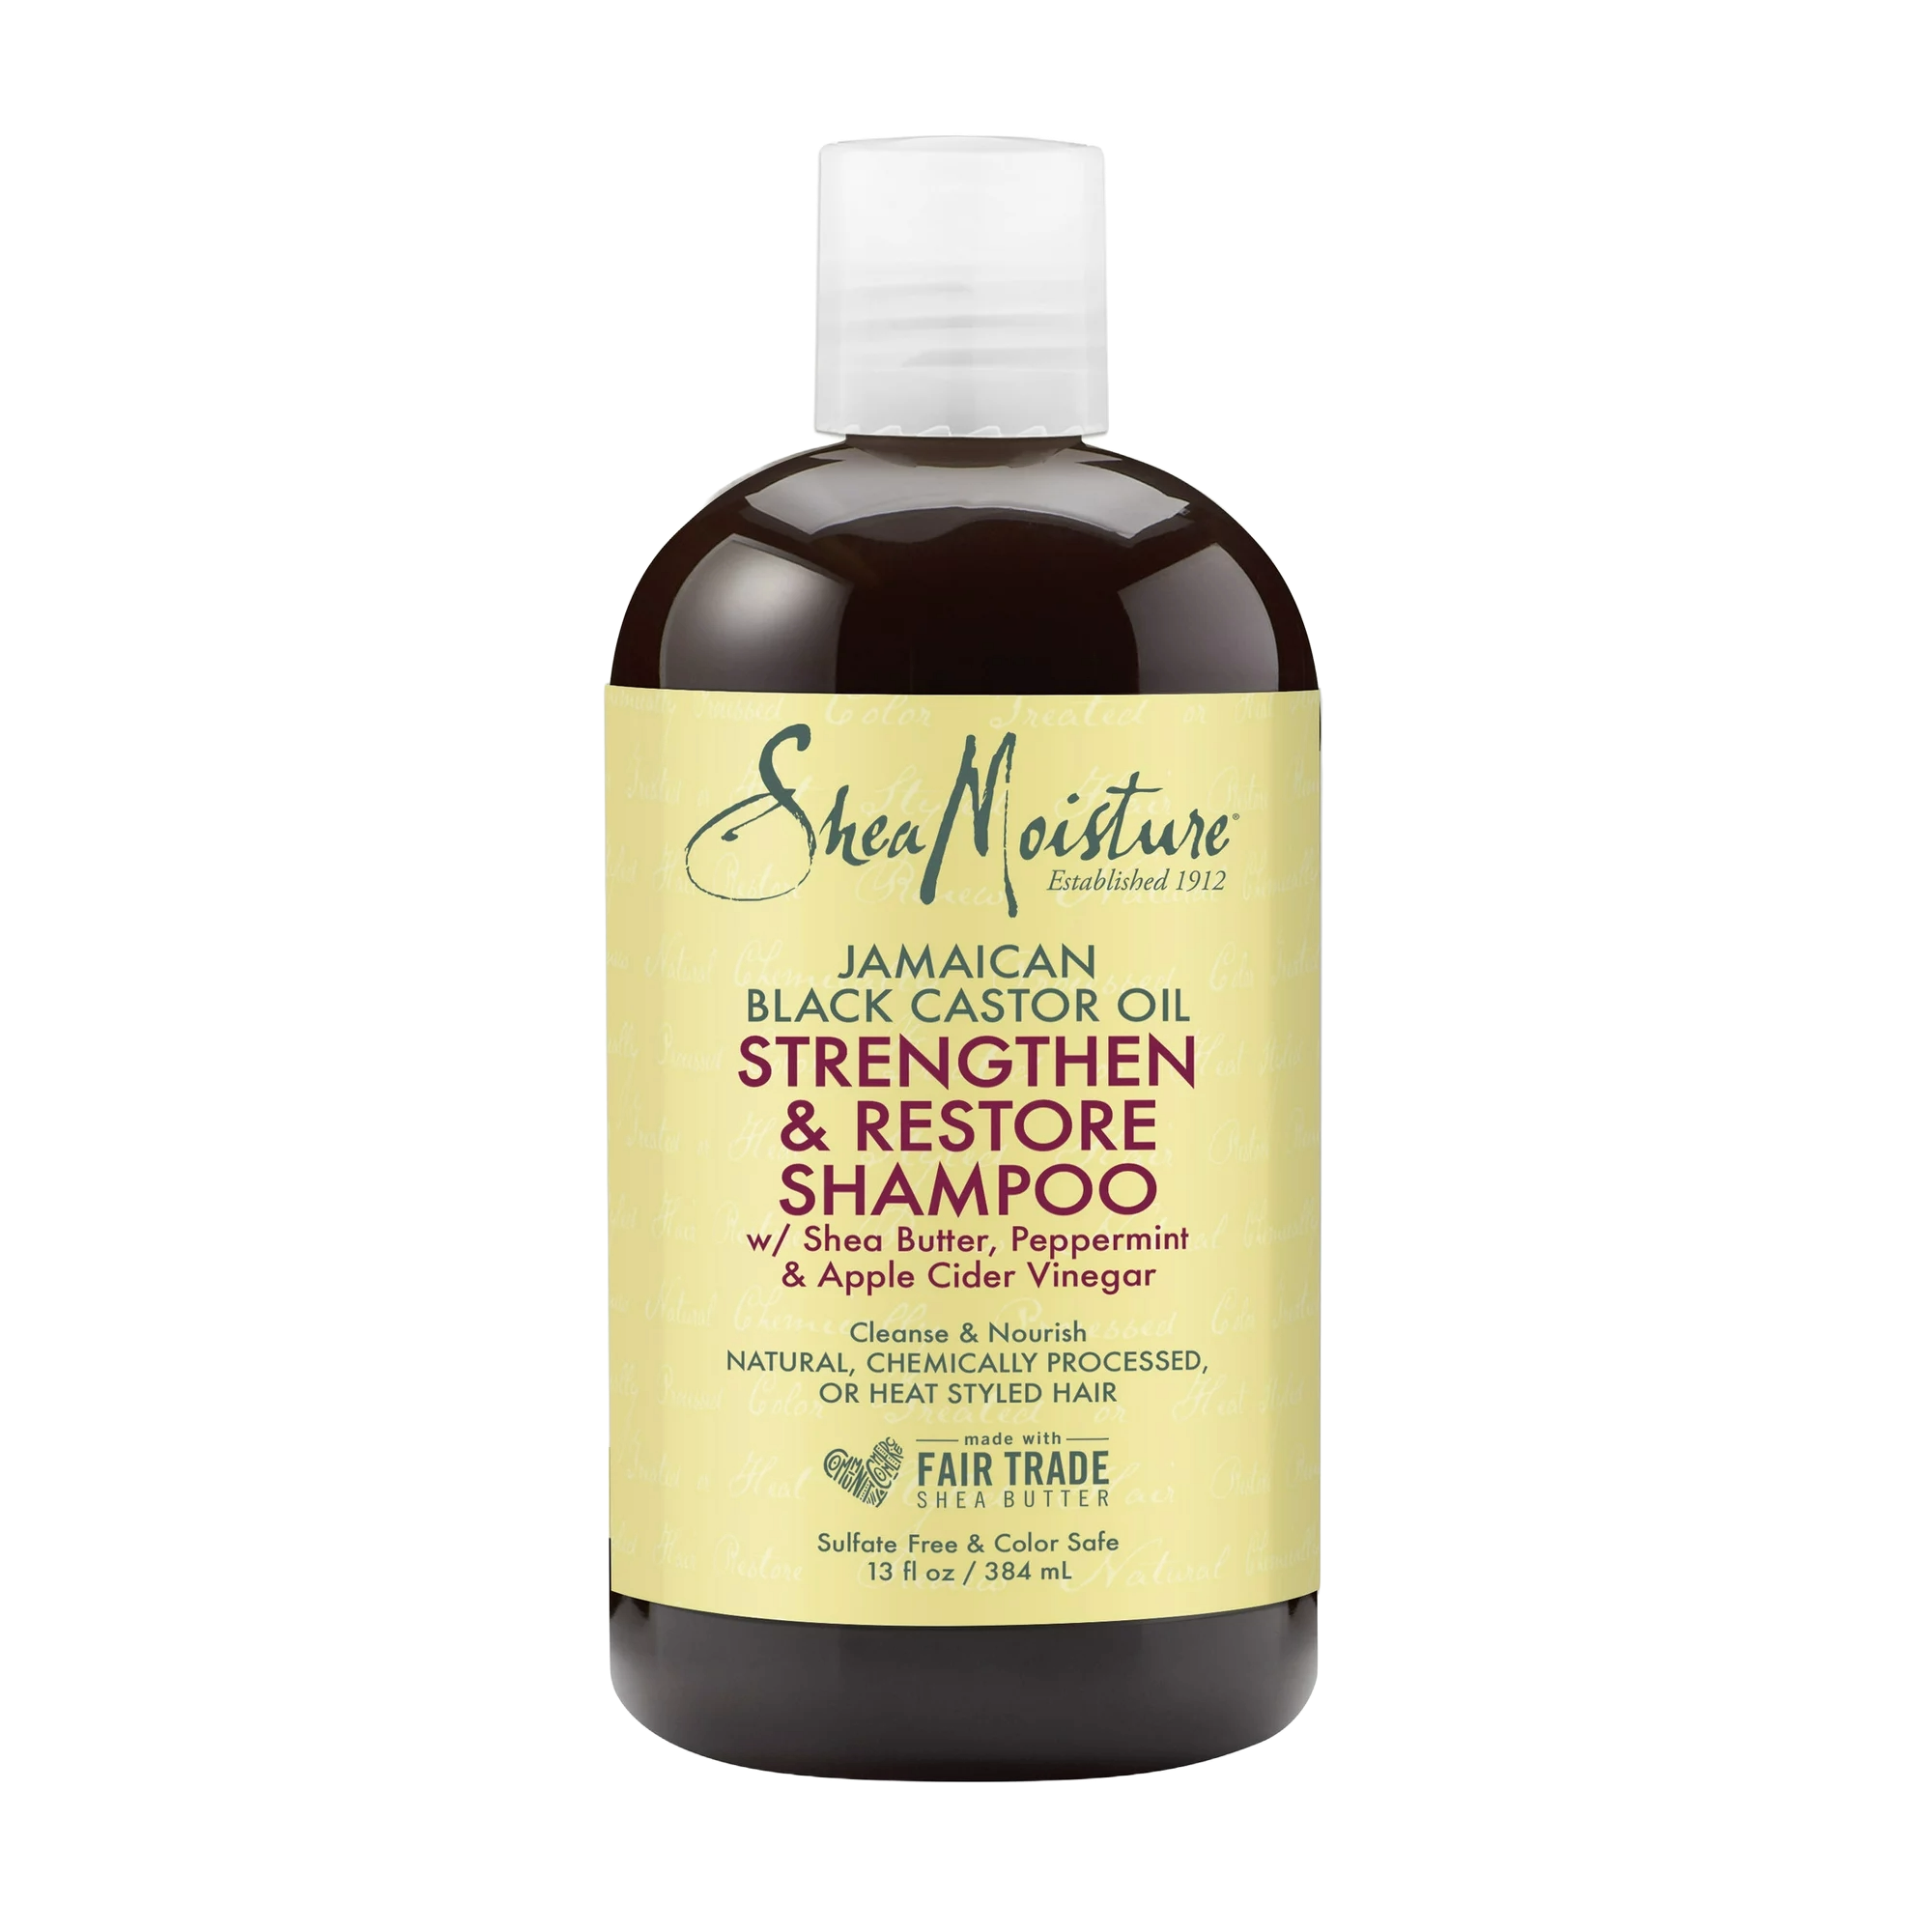 SheaMoisture®
Established 1912
JAMAICAN
BLACK CASTOR OIL
STRENGTHEN
& RESTORE
SHAMPOO
w/ Shea Butter, Peppermint
& Apple Cider Vinegar
Cleanse & Nourish
NATURAL, CHEMICALLY PROCESSED,
OR HEAT STYLED HAIR
COMMUNITY COMMERCE
made with
FAIR TRADE
SHEA BUTTER
Sulfate Free & Color Safe
13 fl oz / 384 mL